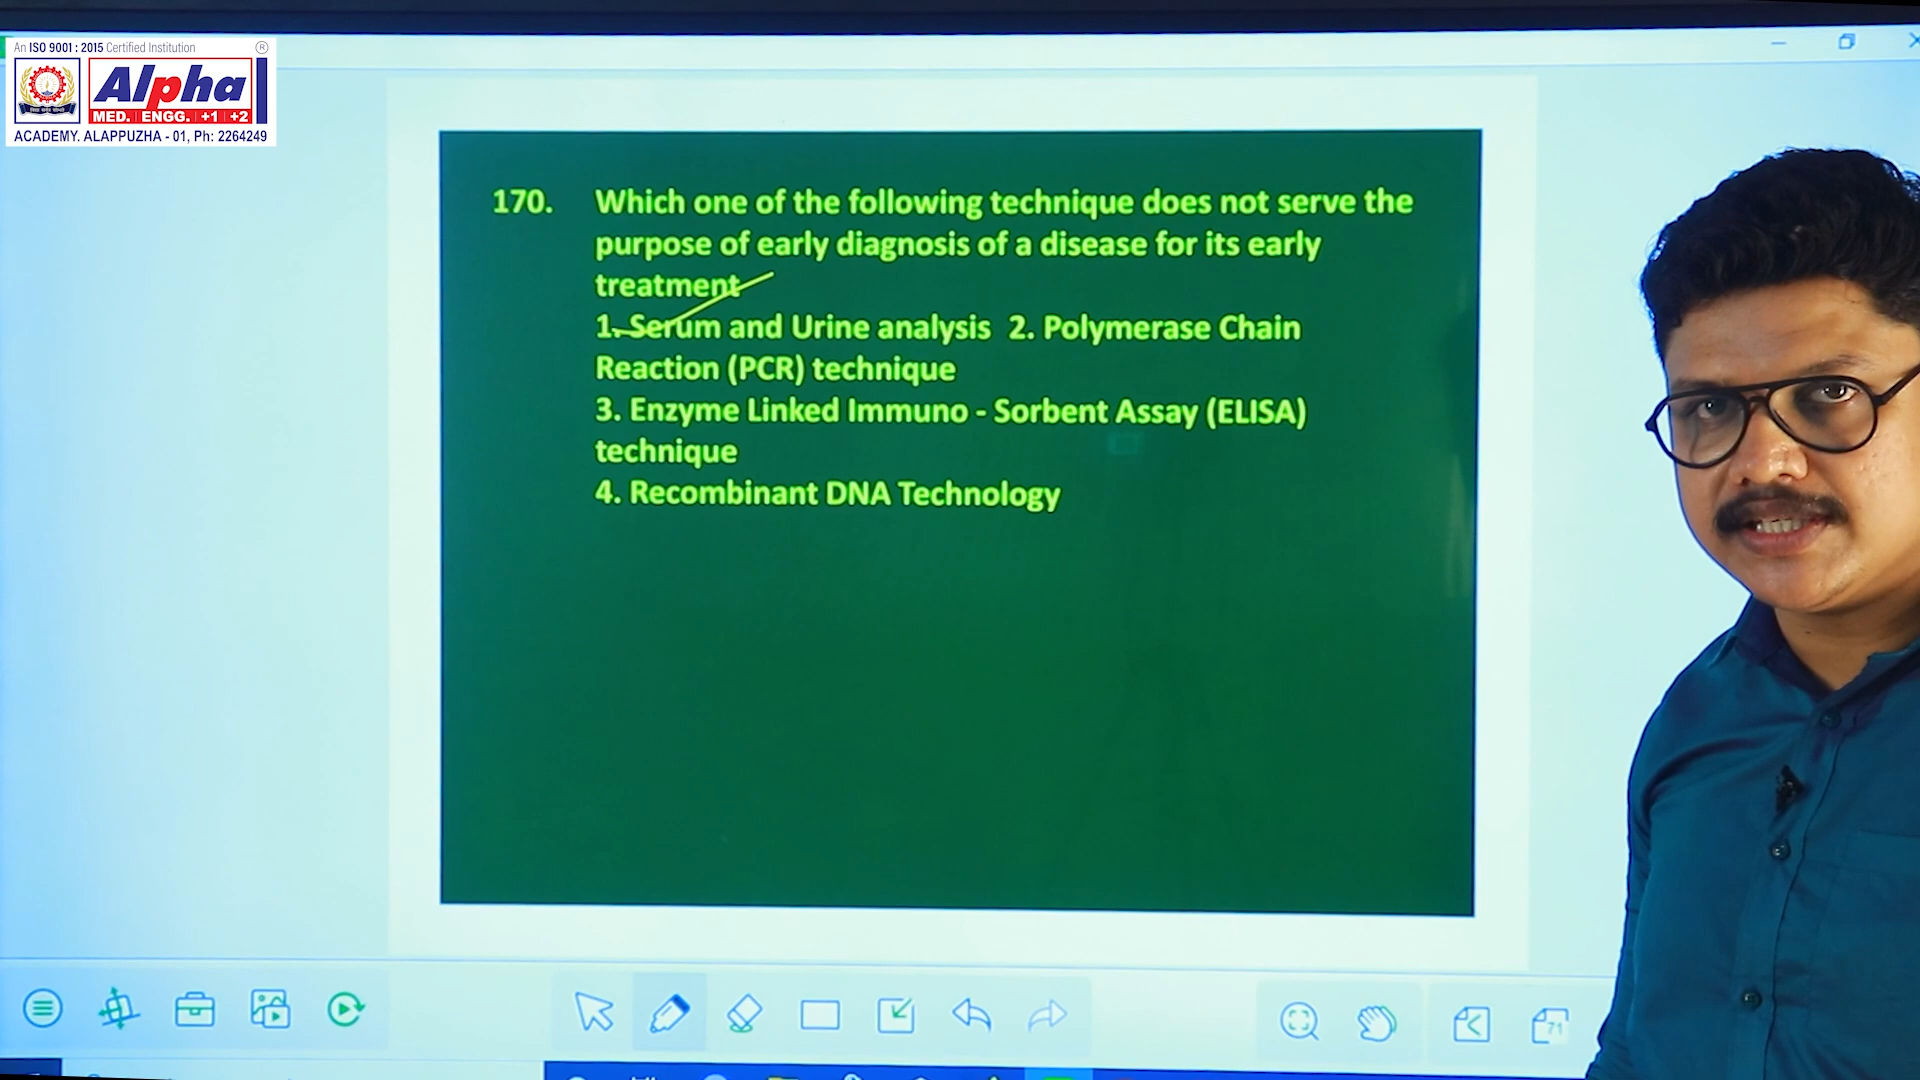 An ISO 9001 : 2015 Certified Institution ®
Alpha
MED. ENGG. +1 +2
ACADEMY. ALAPPUZHA - 01, Ph: 2264249
170. Which one of the following technique does not serve the
purpose of early diagnosis of a disease for its early
treatment
1. Serum and Urine analysis 2. Polymerase Chain
Reaction (PCR) technique
3. Enzyme Linked Immuno - Sorbent Assay (ELISA)
technique
4. Recombinant DNA Technology
71